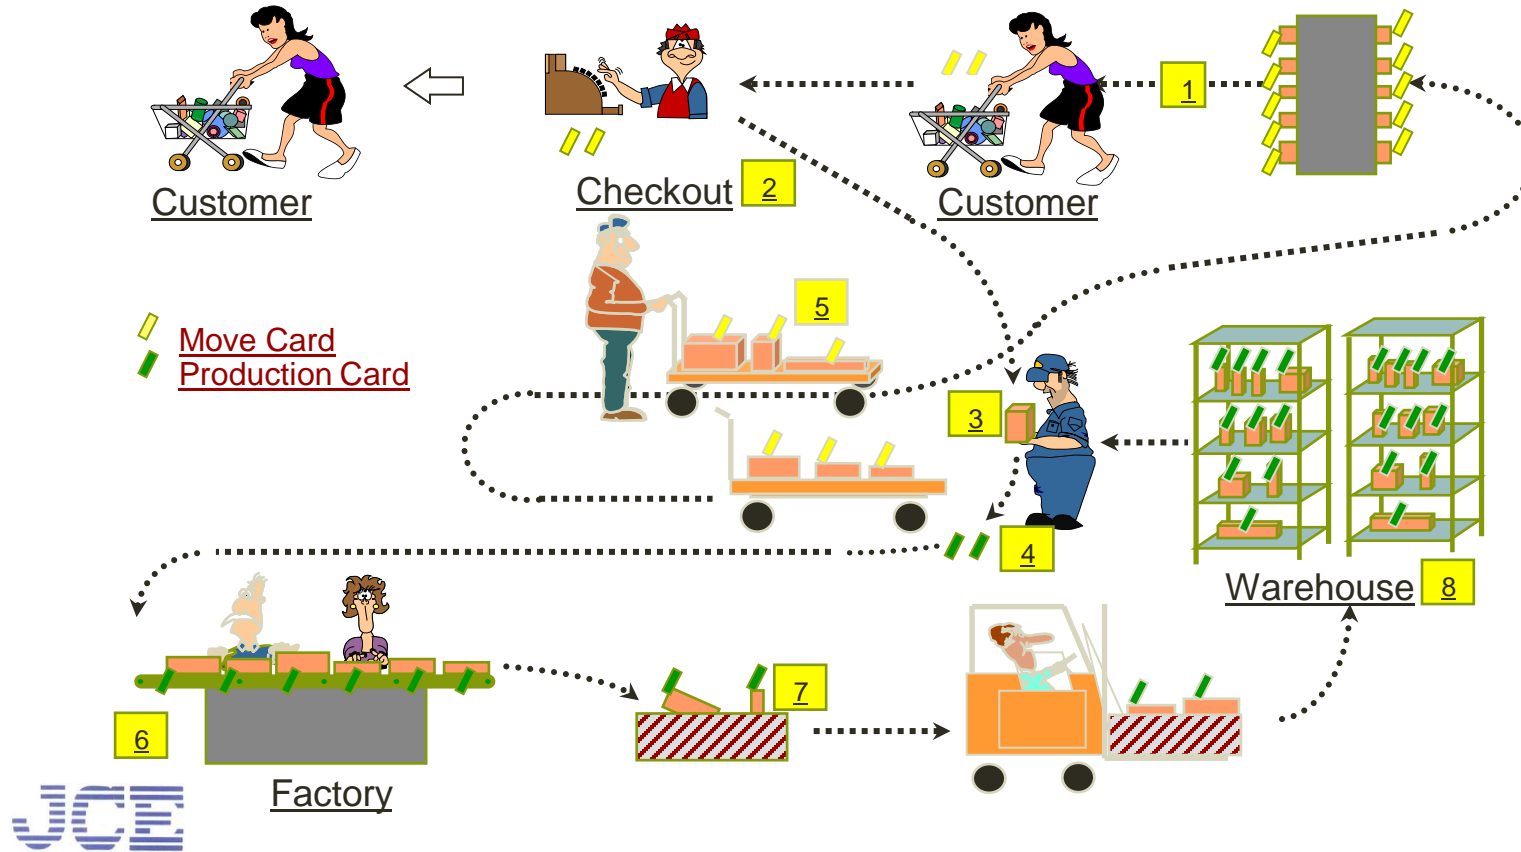 1
Customer
Checkout
2
Customer
5
Move Card
Production Card
3
4
Warehouse
8
7
6
Factory
JCE